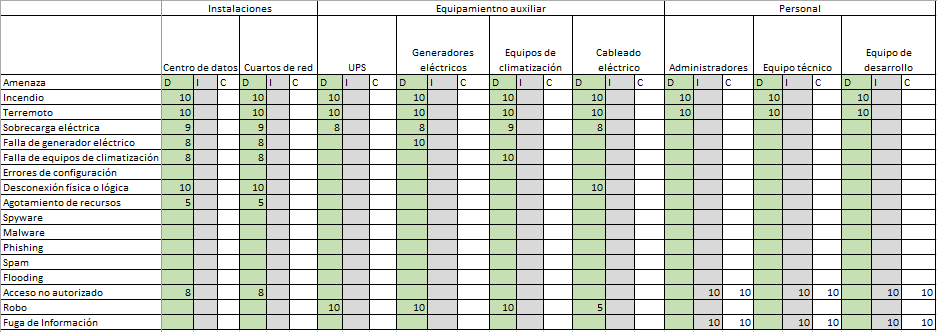 Instalaciones Equipamientno auxiliar Personal
Generadores Equipos de Cableado Equipo de
Centro de datos Cuartos de red UPS eléctricos climatización eléctrico Administradores Equipo técnico desarrollo
Amenaza D I C D I C D I C D I C D I C D I C D I C D I C D I C
Incendio 10 10 10 10 10 10 10 10 10
Terremoto 10 10 10 10 10 10 10 10 10
Sobrecarga eléctrica 9 9 8 8 9 8
Falla de generador eléctrico 8 8 10
Falla de equipos de climatización 8 8 10
Errores de configuración
Desconexión física o lógica 10 10 10
Agotamiento de recursos 5 5
Spyware
Malware
Phishing
Spam
Flooding
Acceso no autorizado 8 8 10 10 10 10 10 10
Robo 10 10 10 5
Fuga de Información 10 10 10 10 10 10